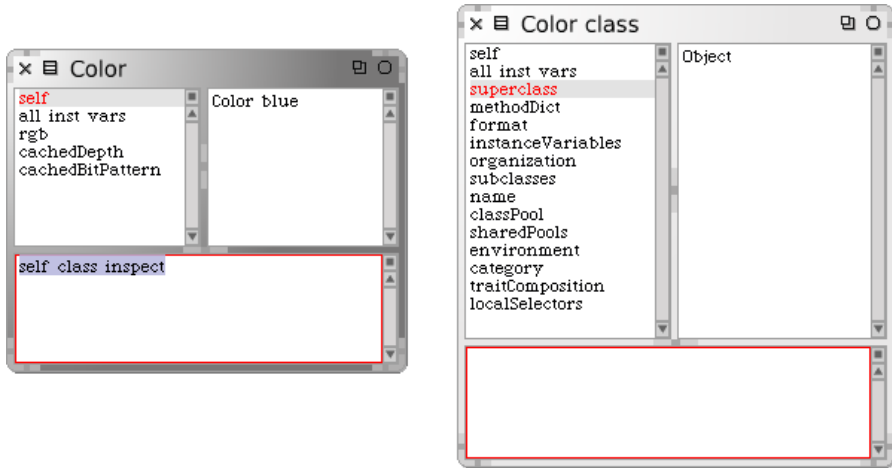 Color
self
all inst vars
rgb
cachedDepth
cachedBitPattern
Color blue
self class inspect
Color class
self
all inst vars
superclass
methodDict
format
instanceVariables
organization
subclasses
name
classPool
sharedPools
environment
category
traitComposition
localSelectors
Object